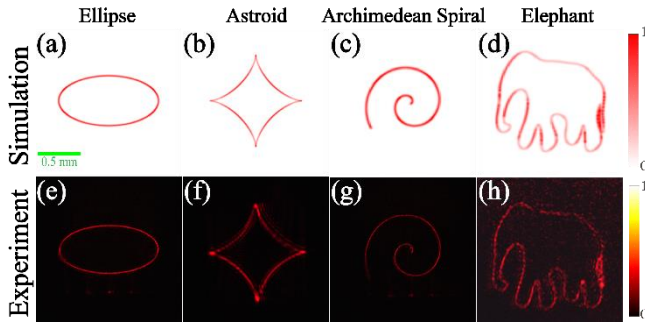 Ellipse Astroid Archimedean Spiral Elephant
Simulation
(a) (b) (c) (d)
1
0.5 mm
0
Experiment
(e) (f) (g) (h)
1
0